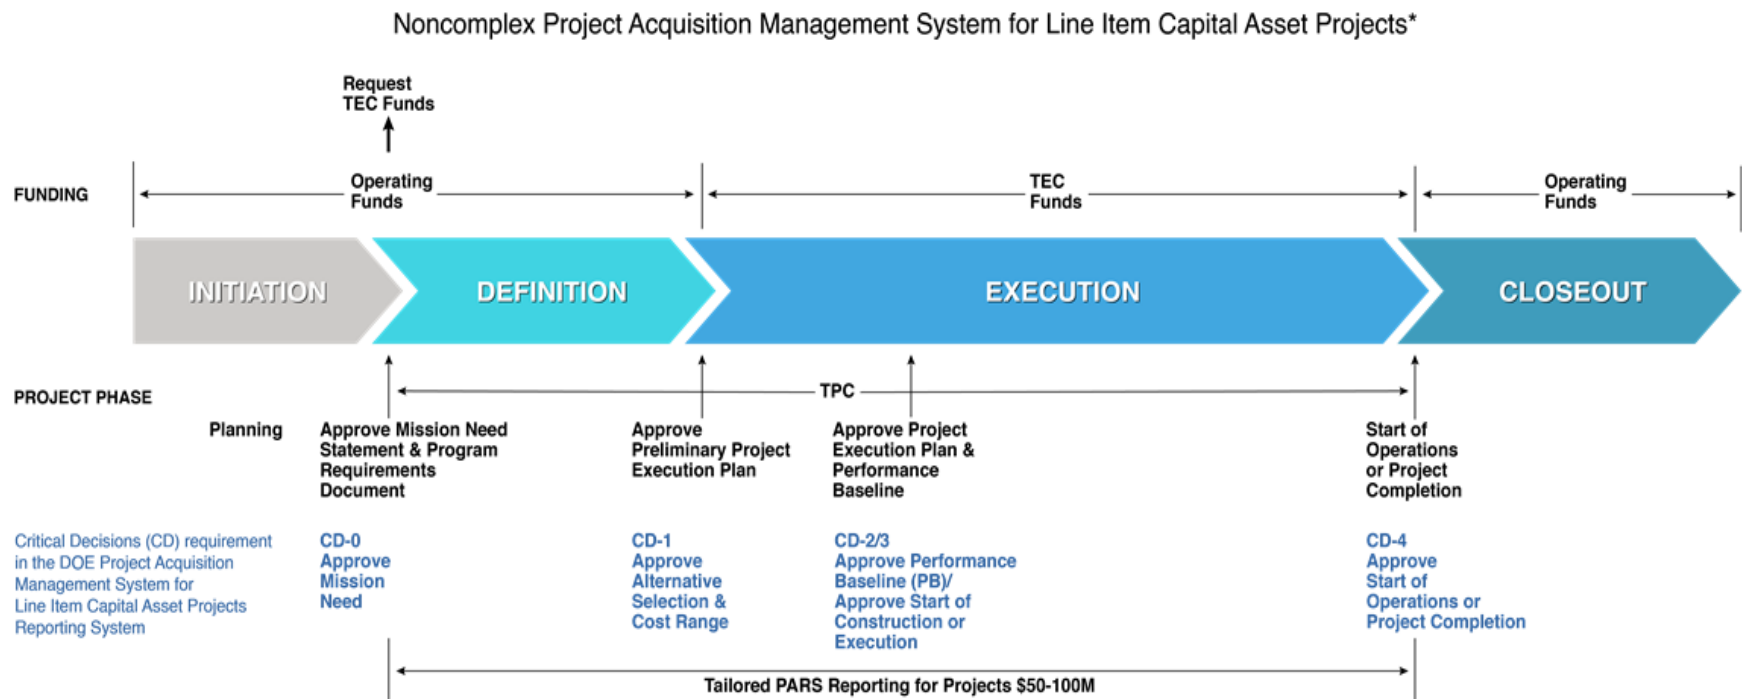 Noncomplex Project Acquisition Management System for Line Item Capital Asset Projects*
Request
TEC Funds
FUNDING
Operating
Funds
TEC
Funds
Operating
Funds
INITIATION
DEFINITION
EXECUTION
CLOSEOUT
PROJECT PHASE
TPC
Planning
Approve Mission Need
Statement & Program
Requirements
Document
Approve
Preliminary Project
Execution Plan
Approve Project
Execution Plan &
Performance
Baseline
Start of
Operations
or Project
Completion
Critical Decisions (CD) requirement
in the DOE Project Acquisition
Management System for
Line Item Capital Asset Projects
Reporting System
CD-0
Approve
Mission
Need
CD-1
Approve
Alternative
Selection &
Cost Range
CD-2/3
Approve Performance
Baseline (PB)/
Approve Start of
Construction or
Execution
CD-4
Approve
Start of
Operations or
Project Completion
Tailored PARS Reporting for Projects $50-100M